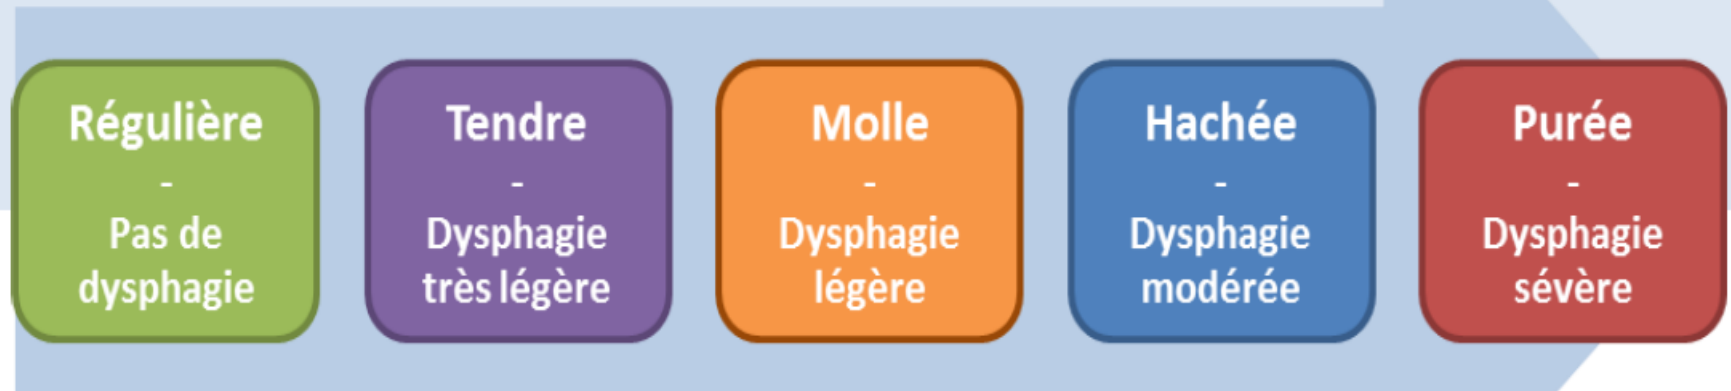 Régulière
-
Pas de
dysphagie
Tendre
-
Dysphagie
très légère
Molle
-
Dysphagie
légère
Hachée
-
Dysphagie
modérée
Purée
-
Dysphagie
sévère